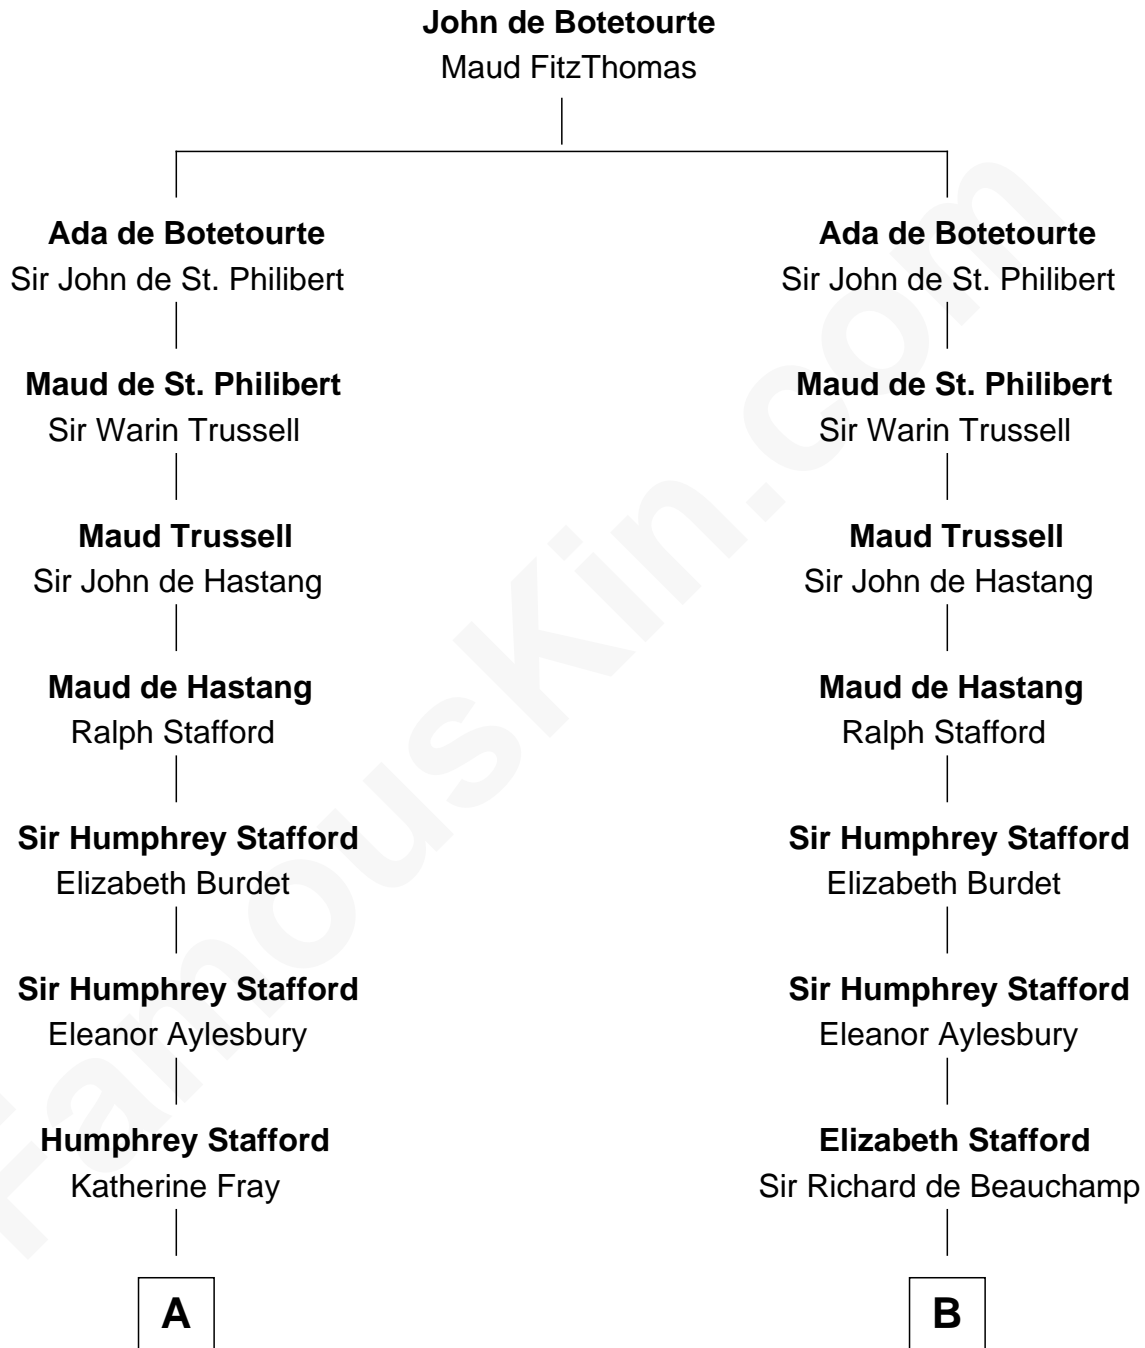 John de Botetourte
Maud FitzThomas
Ada de Botetourte
Sir John de St. Philibert
Maud de St. Philibert
Sir Warin Trussell
Maud Trussell
Sir John de Hastang
Maud de Hastang
Ralph Stafford
Sir Humphrey Stafford
Elizabeth Burdet
Sir Humphrey Stafford
Eleanor Aylesbury
Humphrey Stafford
Katherine Fray
A
Ada de Botetourte
Sir John de St. Philibert
Maud de St. Philibert
Sir Warin Trussell
Maud Trussell
Sir John de Hastang
Maud de Hastang
Ralph Stafford
Sir Humphrey Stafford
Elizabeth Burdet
Sir Humphrey Stafford
Eleanor Aylesbury
Elizabeth Stafford
Sir Richard de Beauchamp
B
FamousKin.com